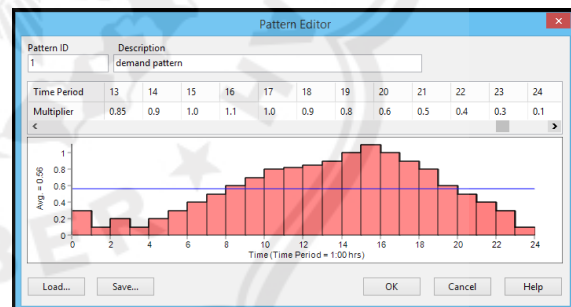 Pattern Editor
Pattern ID Description
1 demand pattern
Time Period 13 14 15 16 17 18 19 20 21 22 23 24
Multiplier 0.85 0.9 1.0 1.1 1.0 0.9 0.8 0.6 0.5 0.4 0.3 0.1
Avg. = 0.56
1
0.8
0.6
0.4
0.2
0
0 2 4 6 8 10 12 14 16 18 20 22 24
Time (Time Period = 1:00 hrs)
Load... Save... OK Cancel Help